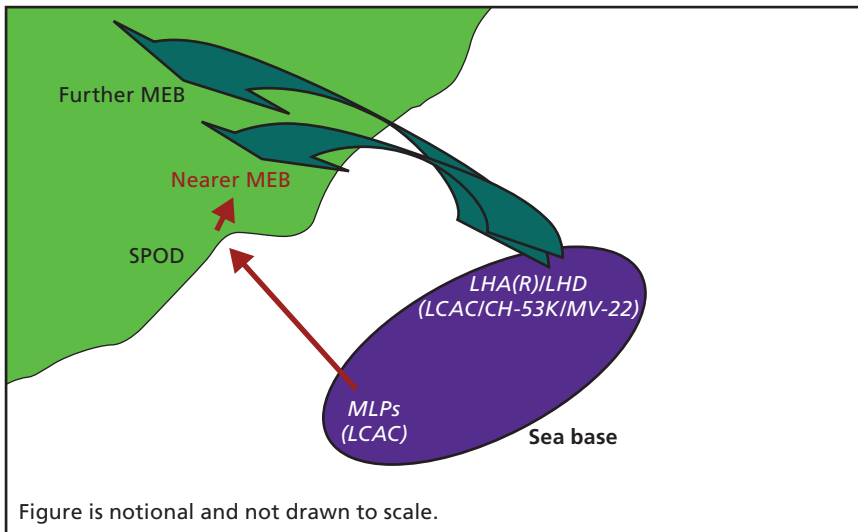 Further MEB
Nearer MEB
SPOD
LHA(R)/LHD
(LCAC/CH-53K/MV-22)
MLPs
(LCAC)
Sea base
Figure is notional and not drawn to scale.